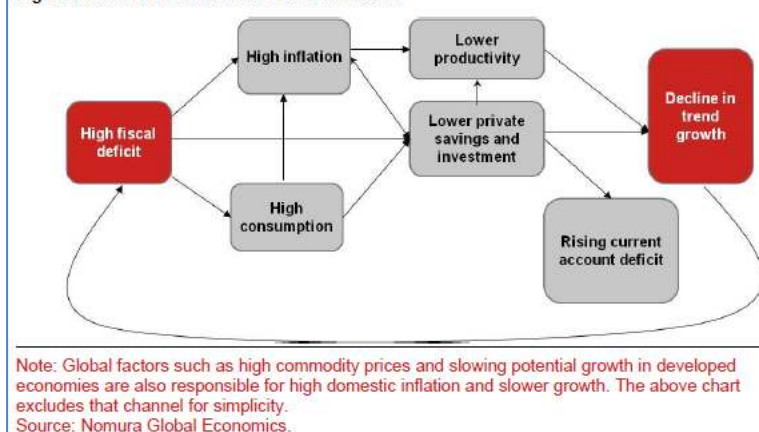 High inflation
Lower
productivity
Decline in
trend
growth
High fiscal
deficit
Lower private
savings and
investment
High
consumption
Rising current
account deficit
Note: Global factors such as high commodity prices and slowing potential growth in developed
economies are also responsible for high domestic inflation and slower growth. The above chart
excludes that channel for simplicity.
Source: Nomura Global Economics.